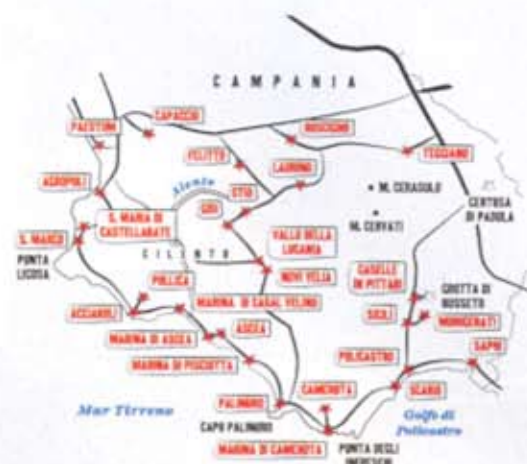 CAMPANIA
CAPACCIO
PAESTUM
ROSCIGNO
TEGGIANO
FELITTO
LAURINO
AGROPOLI
Alento
STIO
GIOI
M. CERASULO
M. CERVATI
CERTOSA
DI PADULA
S. MARIA DI
CASTELLABATE
S. MARCO
PUNTA
LICOSA
CILENTO
VALLO DELLA
LUCANIA
NOVI VELIA
CASELLE
IN PITTARI
GROTTA DI
BUSSETO
POLLICA
MARINA DI CASAL VELINO
ACCIAROLI
SICILI
MORIGERATI
ASCEA
MARINA DI ASCEA
MARINA DI PISCIOTTA
POLICASTRO
SAPRI
CAMEROTA
SCARIO
PALINURO
Mar Tirreno
CAPO PALINURO
Golfo di
Policastro
MARINA DI CAMEROTA
PUNTA DEGLI